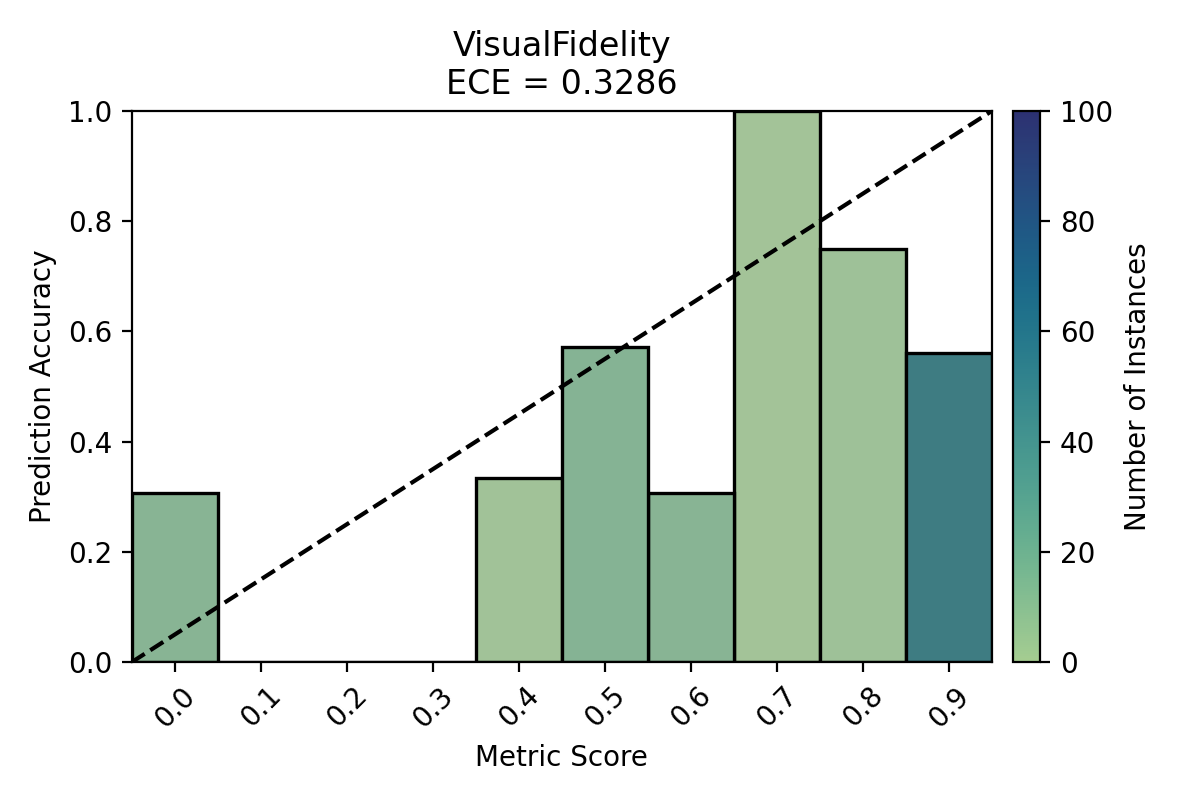 VisualFidelity
ECE = 0.3286
1.0
0.8
0.6
0.4
0.2
0.0
Prediction Accuracy
0.0 0.1 0.2 0.3 0.4 0.5 0.6 0.7 0.8 0.9
Metric Score
100
80
60
40
20
0
Number of Instances